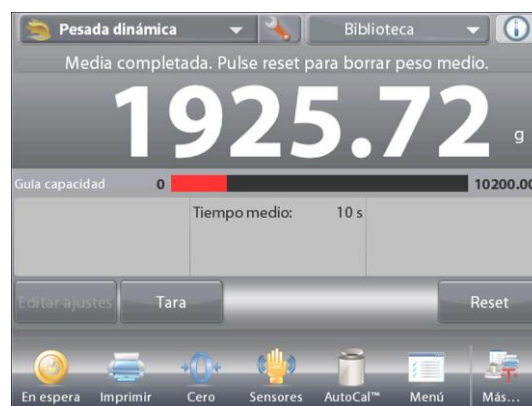 Pesada dinámica Biblioteca
Media completada. Pulse reset para borrar peso medio.
1925.72 g
Guía capacidad 0 10200.00
Tiempo medio: 10 s
Editar ajustes Tara Reset
En espera Imprimir Cero Sensores AutoCal™ Menú Más...